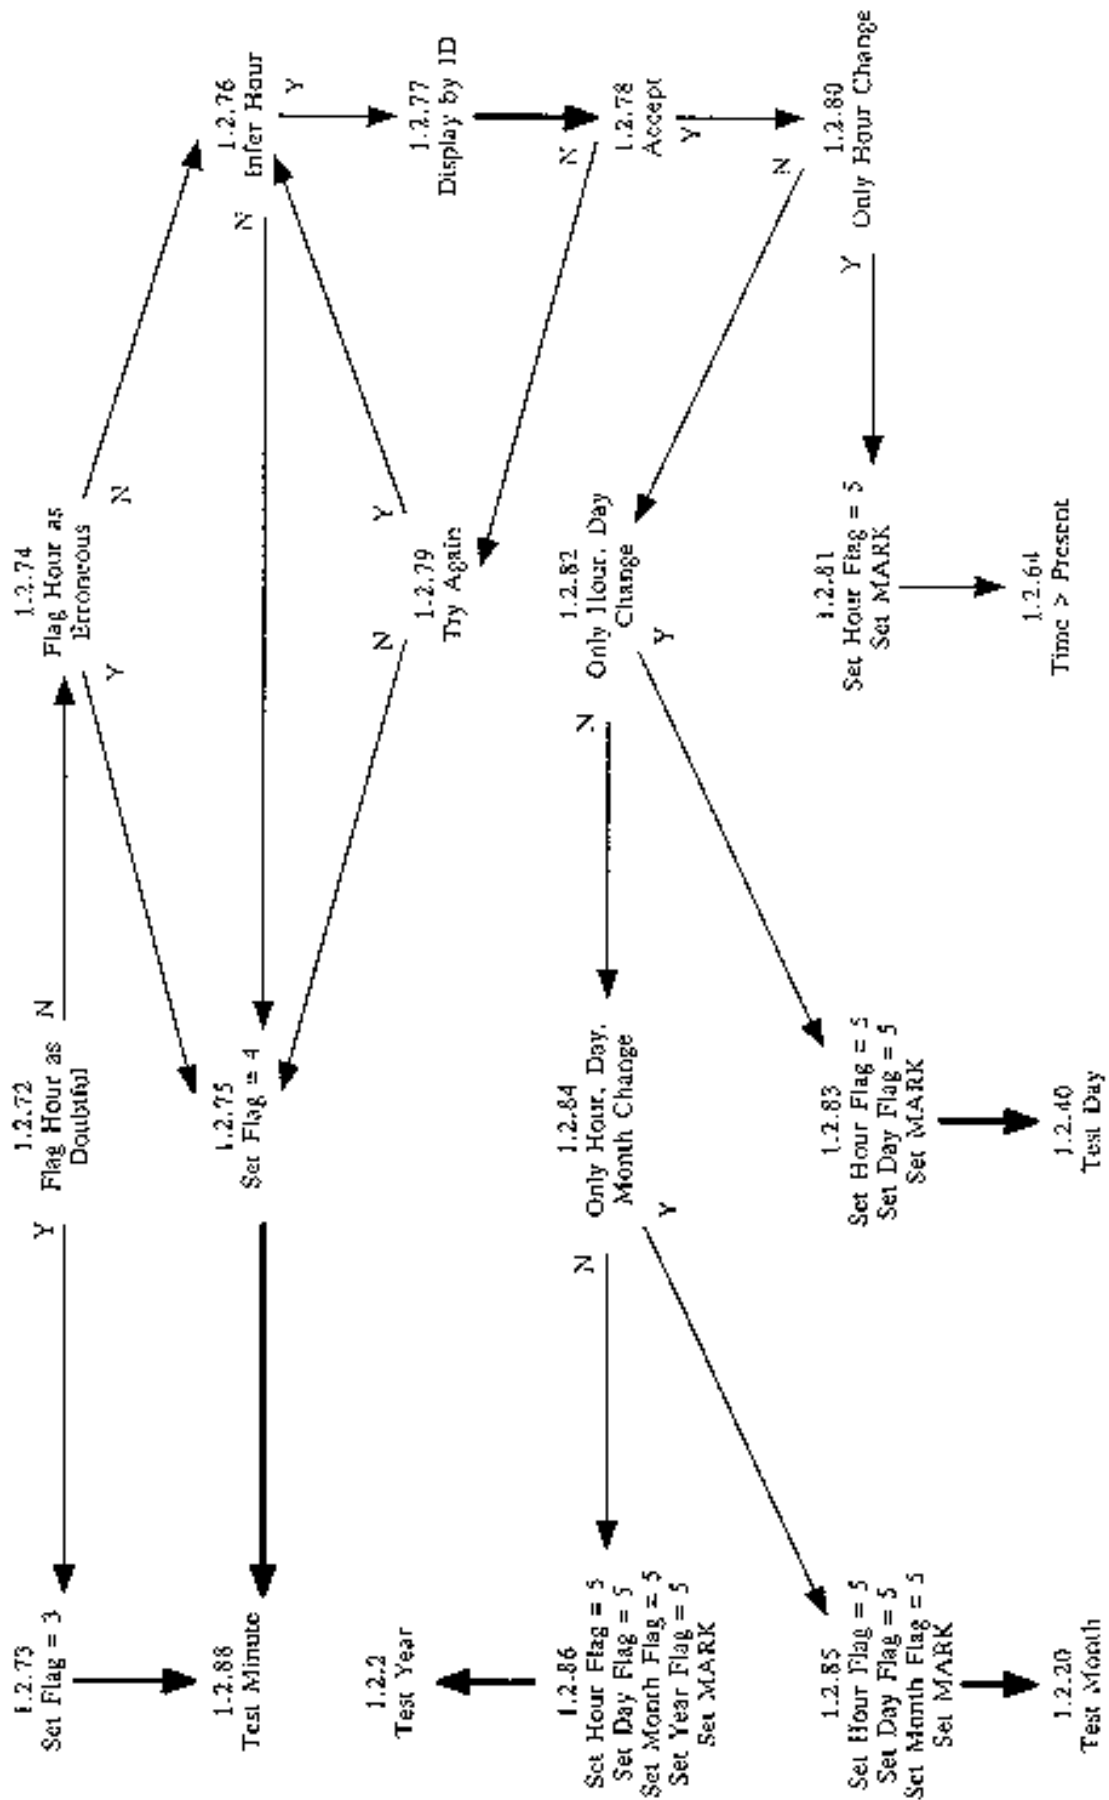 1.2.73
Set Flag = 3
Y
1.2.72
Flag Hour as
Doubtful
N
1.2.74
Flag Hour as
Erroneous
Y
N
1.2.88
Test Minute
1.2.75
Set Flag = 4
N
1.2.76
Infer Hour
Y
1.2.2
Test Year
N
1.2.79
Try Again
Y
1.2.77
Display by ID
1.2.86
Set Hour Flag = 5
Set Day Flag = 5
Set Month Flag = 5
Set Year Flag = 5
Set MARK
N
1.2.84
Only Hour, Day,
Month Change
Y
N
1.2.82
Only Hour, Day
Change
Y
N
1.2.78
Accept
Y
1.2.85
Set Hour Flag = 5
Set Day Flag = 5
Set Month Flag = 5
Set MARK
1.2.83
Set Hour Flag = 5
Set Day Flag = 5
Set MARK
1.2.81
Set Hour Flag = 5
Set MARK
Y
N
1.2.80
Only Hour Change
1.2.20
Test Month
1.2.40
Test Day
1.2.64
Time > Present